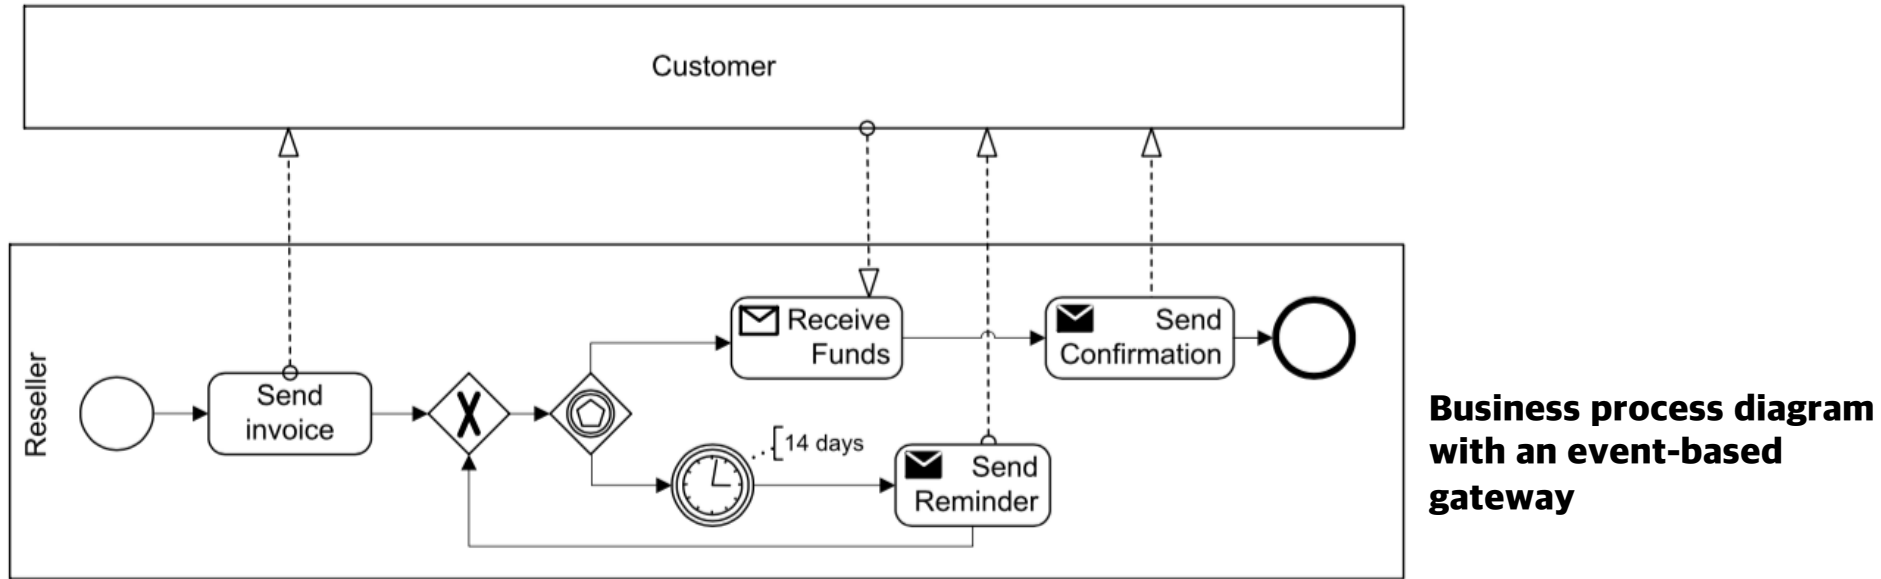 Customer
Reseller
Send
invoice
Receive
Funds
14 days
Send
Reminder
Send
Confirmation
Business process diagram
with an event-based
gateway